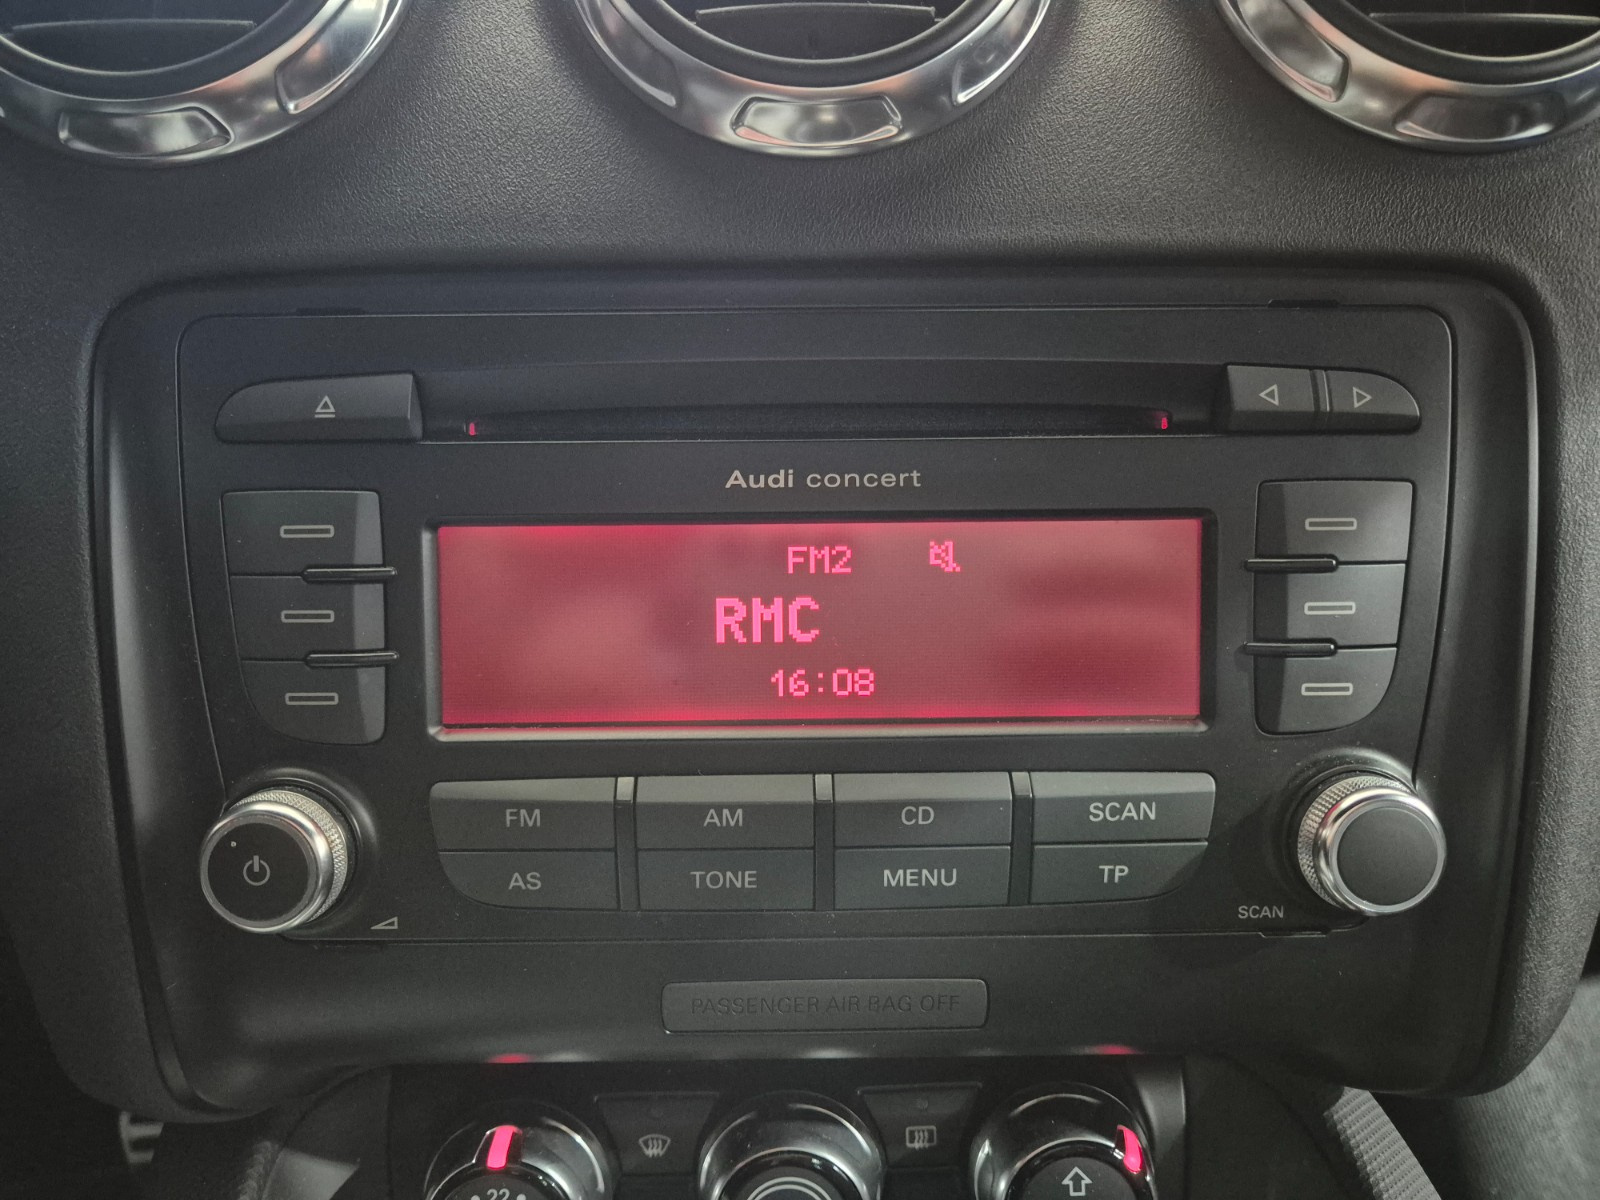 Audi concert
FM2
RMC
16:08
FM
AM
CD
SCAN
AS
TONE
MENU
TP
SCAN
PASSENGER AIR BAG OFF
22